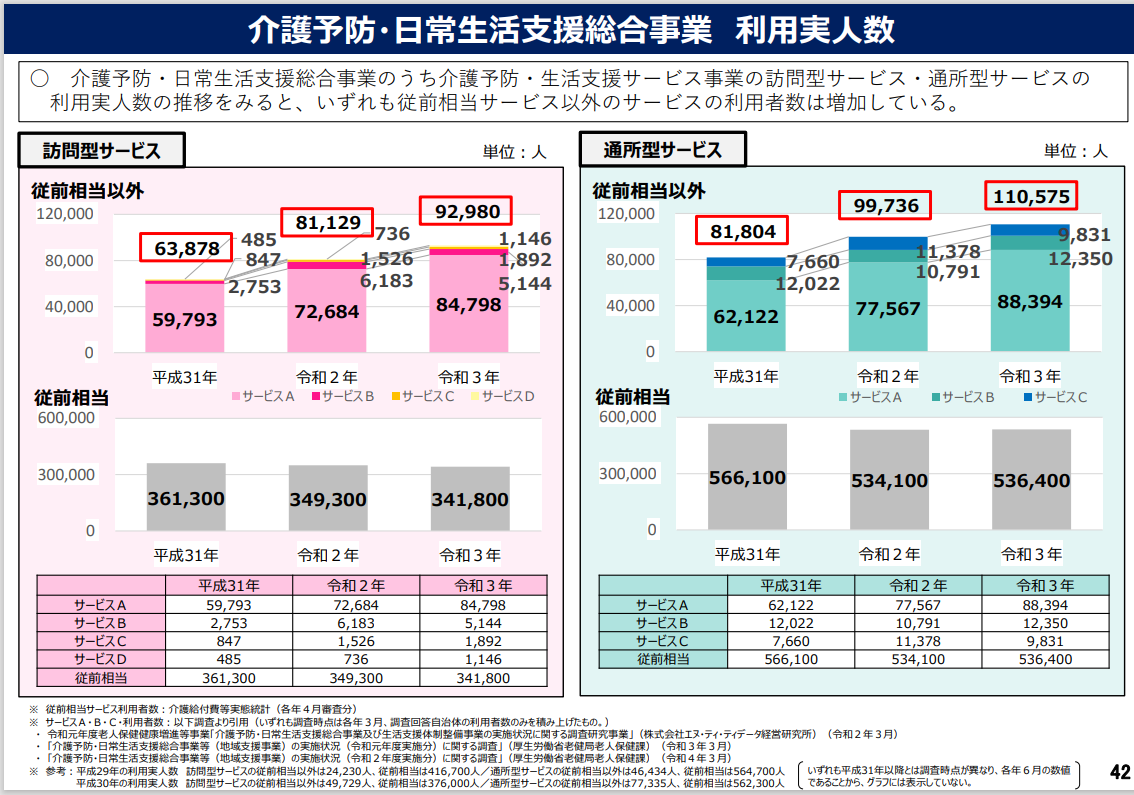 介護予防・日常生活支援総合事業　利用実人数
○　介護予防・日常生活支援総合事業のうち介護予防・生活支援サービス事業の訪問型サービス・通所型サービスの
利用実人数の推移をみると、いずれも従前相当サービス以外のサービスの利用者数は増加している。
訪問型サービス
単位：人
従前相当以外
120,000
80,000
40,000
0
63,878
485
847
2,753
59,793
81,129
736
1,526
6,183
72,684
92,980
1,146
1,892
5,144
84,798
平成31年　令和２年　令和３年
サービスA　サービスB　サービスC　サービスD
従前相当
600,000
300,000
0
361,300　349,300　341,800
平成31年　令和２年　令和３年
平成31年　令和２年　令和３年
サービスA　59,793　72,684　84,798
サービスB　2,753　6,183　5,144
サービスC　847　1,526　1,892
サービスD　485　736　1,146
従前相当　361,300　349,300　341,800
通所型サービス
単位：人
従前相当以外
120,000
80,000
40,000
0
81,804
7,660
12,022
62,122
99,736
11,378
10,791
77,567
110,575
9,831
12,350
88,394
平成31年　令和２年　令和３年
サービスA　サービスB　サービスC
従前相当
600,000
300,000
0
566,100　534,100　536,400
平成31年　令和２年　令和３年
平成31年　令和２年　令和３年
サービスA　62,122　77,567　88,394
サービスB　12,022　10,791　12,350
サービスC　7,660　11,378　9,831
従前相当　566,100　534,100　536,400
※　従前相当サービス利用者数：介護給付費等実態統計（各年４月審査分）
※　サービスA・B・C・利用者数：以下調査より引用（いずれも調査時点は各年３月、調査回答自治体の利用者数のみを積み上げたもの。）
・ 令和元年度老人保健健康増進等事業「介護予防・日常生活支援総合事業及び生活支援体制整備事業の実施状況に関する調査研究事業」（株式会社エヌ・ティ・ティデータ経営研究所）（令和２年３月）
・「介護予防・日常生活支援総合事業等（地域支援事業）の実施状況（令和元年度実施分）に関する調査」（厚生労働省老健局老人保健課）（令和３年３月）
・「介護予防・日常生活支援総合事業等（地域支援事業）の実施状況（令和２年度実施分）に関する調査」（厚生労働省老健局老人保健課）（令和４年３月）
※　参考：平成29年の利用実人数　訪問型サービスの従前相当以外は24,230人、従前相当は416,700人／通所型サービスの従前相当以外は46,434人、従前相当は564,700人
平成30年の利用実人数　訪問型サービスの従前相当以外は49,729人、従前相当は376,000人／通所型サービスの従前相当以外は77,335人、従前相当は562,300人
いずれも平成31年以降とは調査時点が異なり、各年６月の数値
であることから、グラフには表示していない。
42